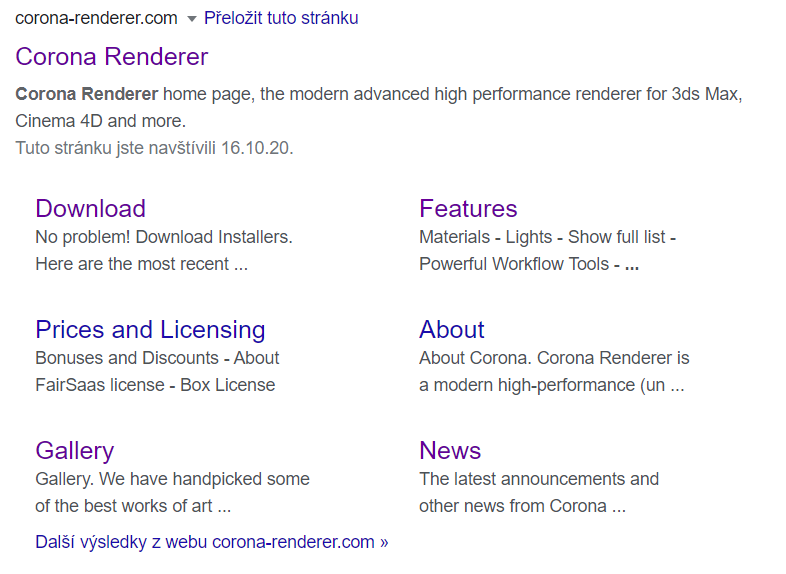 corona-renderer.com ▼ Přeložit tuto stránku
Corona Renderer
Corona Renderer home page, the modern advanced high performance renderer for 3ds Max,
Cinema 4D and more.
Tuto stránku jste navštívili 16.10.20.
Download
No problem! Download Installers.
Here are the most recent ...
Features
Materials - Lights - Show full list -
Powerful Workflow Tools - ...
Prices and Licensing
Bonuses and Discounts - About
FairSaas license - Box License
About
About Corona. Corona Renderer is
a modern high-performance (un ...
Gallery
Gallery. We have handpicked some
of the best works of art ...
News
The latest announcements and
other news from Corona ...
Další výsledky z webu corona-renderer.com »